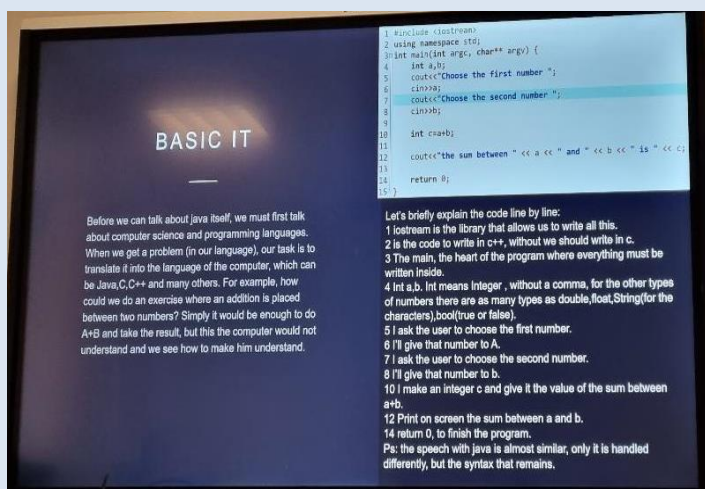 BASIC IT
Before we can talk about java itself, we must first talk
about computer science and programming languages.
When we get a problem (in our language), our task is to
translate it into the language of the computer, which can
be Java,C,C++ and many others. For example, how
could we do an exercise where an addition is placed
between two numbers? Simply it would be enough to do
A+B and take the result, but this the computer would not
understand and we see how to make him understand.
1 #include <iostream>
2 using namespace std;
3 int main(int argc, char** argv) {
4 int a,b;
5 cout<<"Choose the first number ";
6 cin>>a;
7 cout<<"Choose the second number ";
8 cin>>b;
9
10 int c=a+b;
11
12 cout<<"the sum between " << a << " and " << b << " is " << c;
13
14 return 0;
15 }
Let's briefly explain the code line by line:
1 iostream is the library that allows us to write all this.
2 is the code to write in c++, without we should write in c.
3 The main, the heart of the program where everything must be
written inside.
4 Int a,b. Int means Integer , without a comma, for the other types
of numbers there are as many types as double,float,String(for the
characters),bool(true or false).
5 I ask the user to choose the first number.
6 I'll give that number to A.
7 I ask the user to choose the second number.
8 I'll give that number to b.
10 I make an integer c and give it the value of the sum between
a+b.
12 Print on screen the sum between a and b.
14 return 0, to finish the program.
Ps: the speech with java is almost similar, only it is handled
differently, but the syntax that remains.